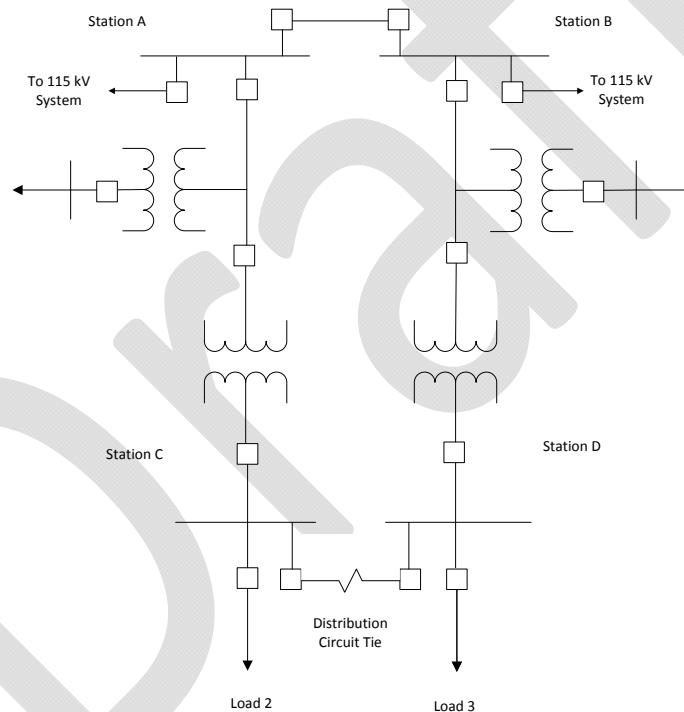 Station A
Station B
To 115 kV
System
To 115 kV
System
Station C
Station D
Distribution
Circuit Tie
Load 2
Load 3
Draft